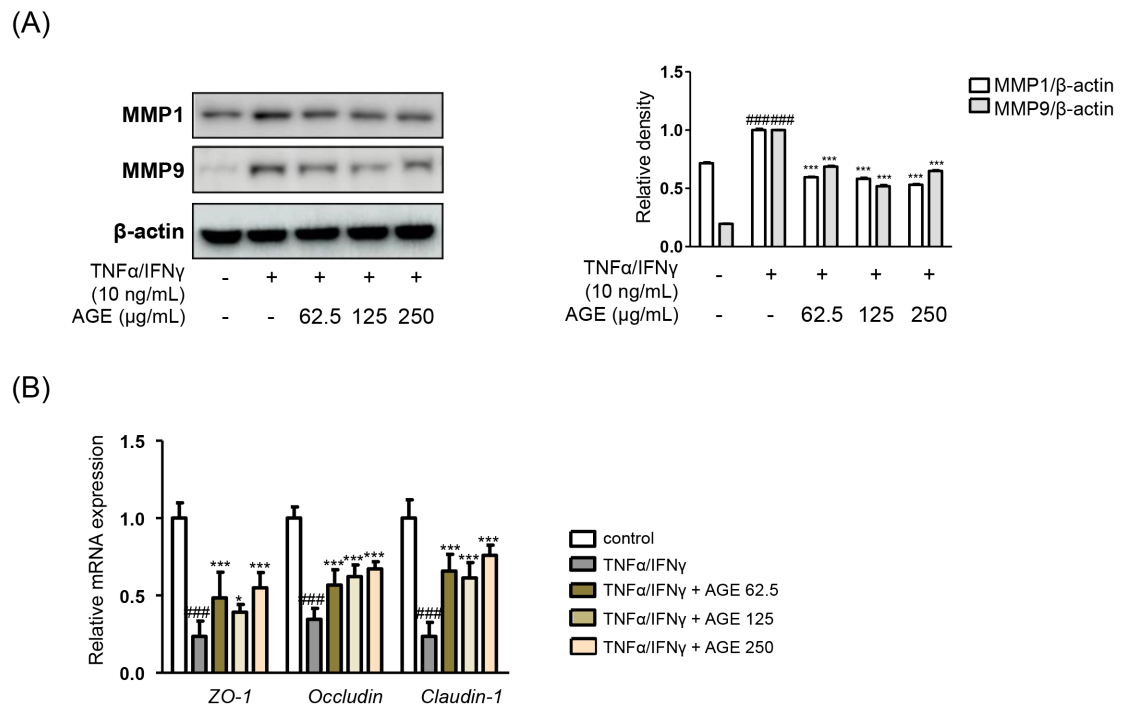 (A)
MMP1
MMP9
β-actin
TNFα/IFNγ
(10 ng/mL)
- + + + +
AGE (μg/mL)
- - 62.5 125 250
1.5
1.0
0.5
0.0
Relative density
######
*** ***
*** ***
*** ***
MMP1/β-actin
MMP9/β-actin
TNFα/IFNγ
(10 ng/mL)
- + + + +
AGE (μg/mL)
- - 62.5 125 250
(B)
1.5
1.0
0.5
0.0
Relative mRNA expression
### *** * ***
### *** *** ***
### *** *** ***
ZO-1 Occludin Claudin-1
control
TNFα/IFNγ
TNFα/IFNγ + AGE 62.5
TNFα/IFNγ + AGE 125
TNFα/IFNγ + AGE 250